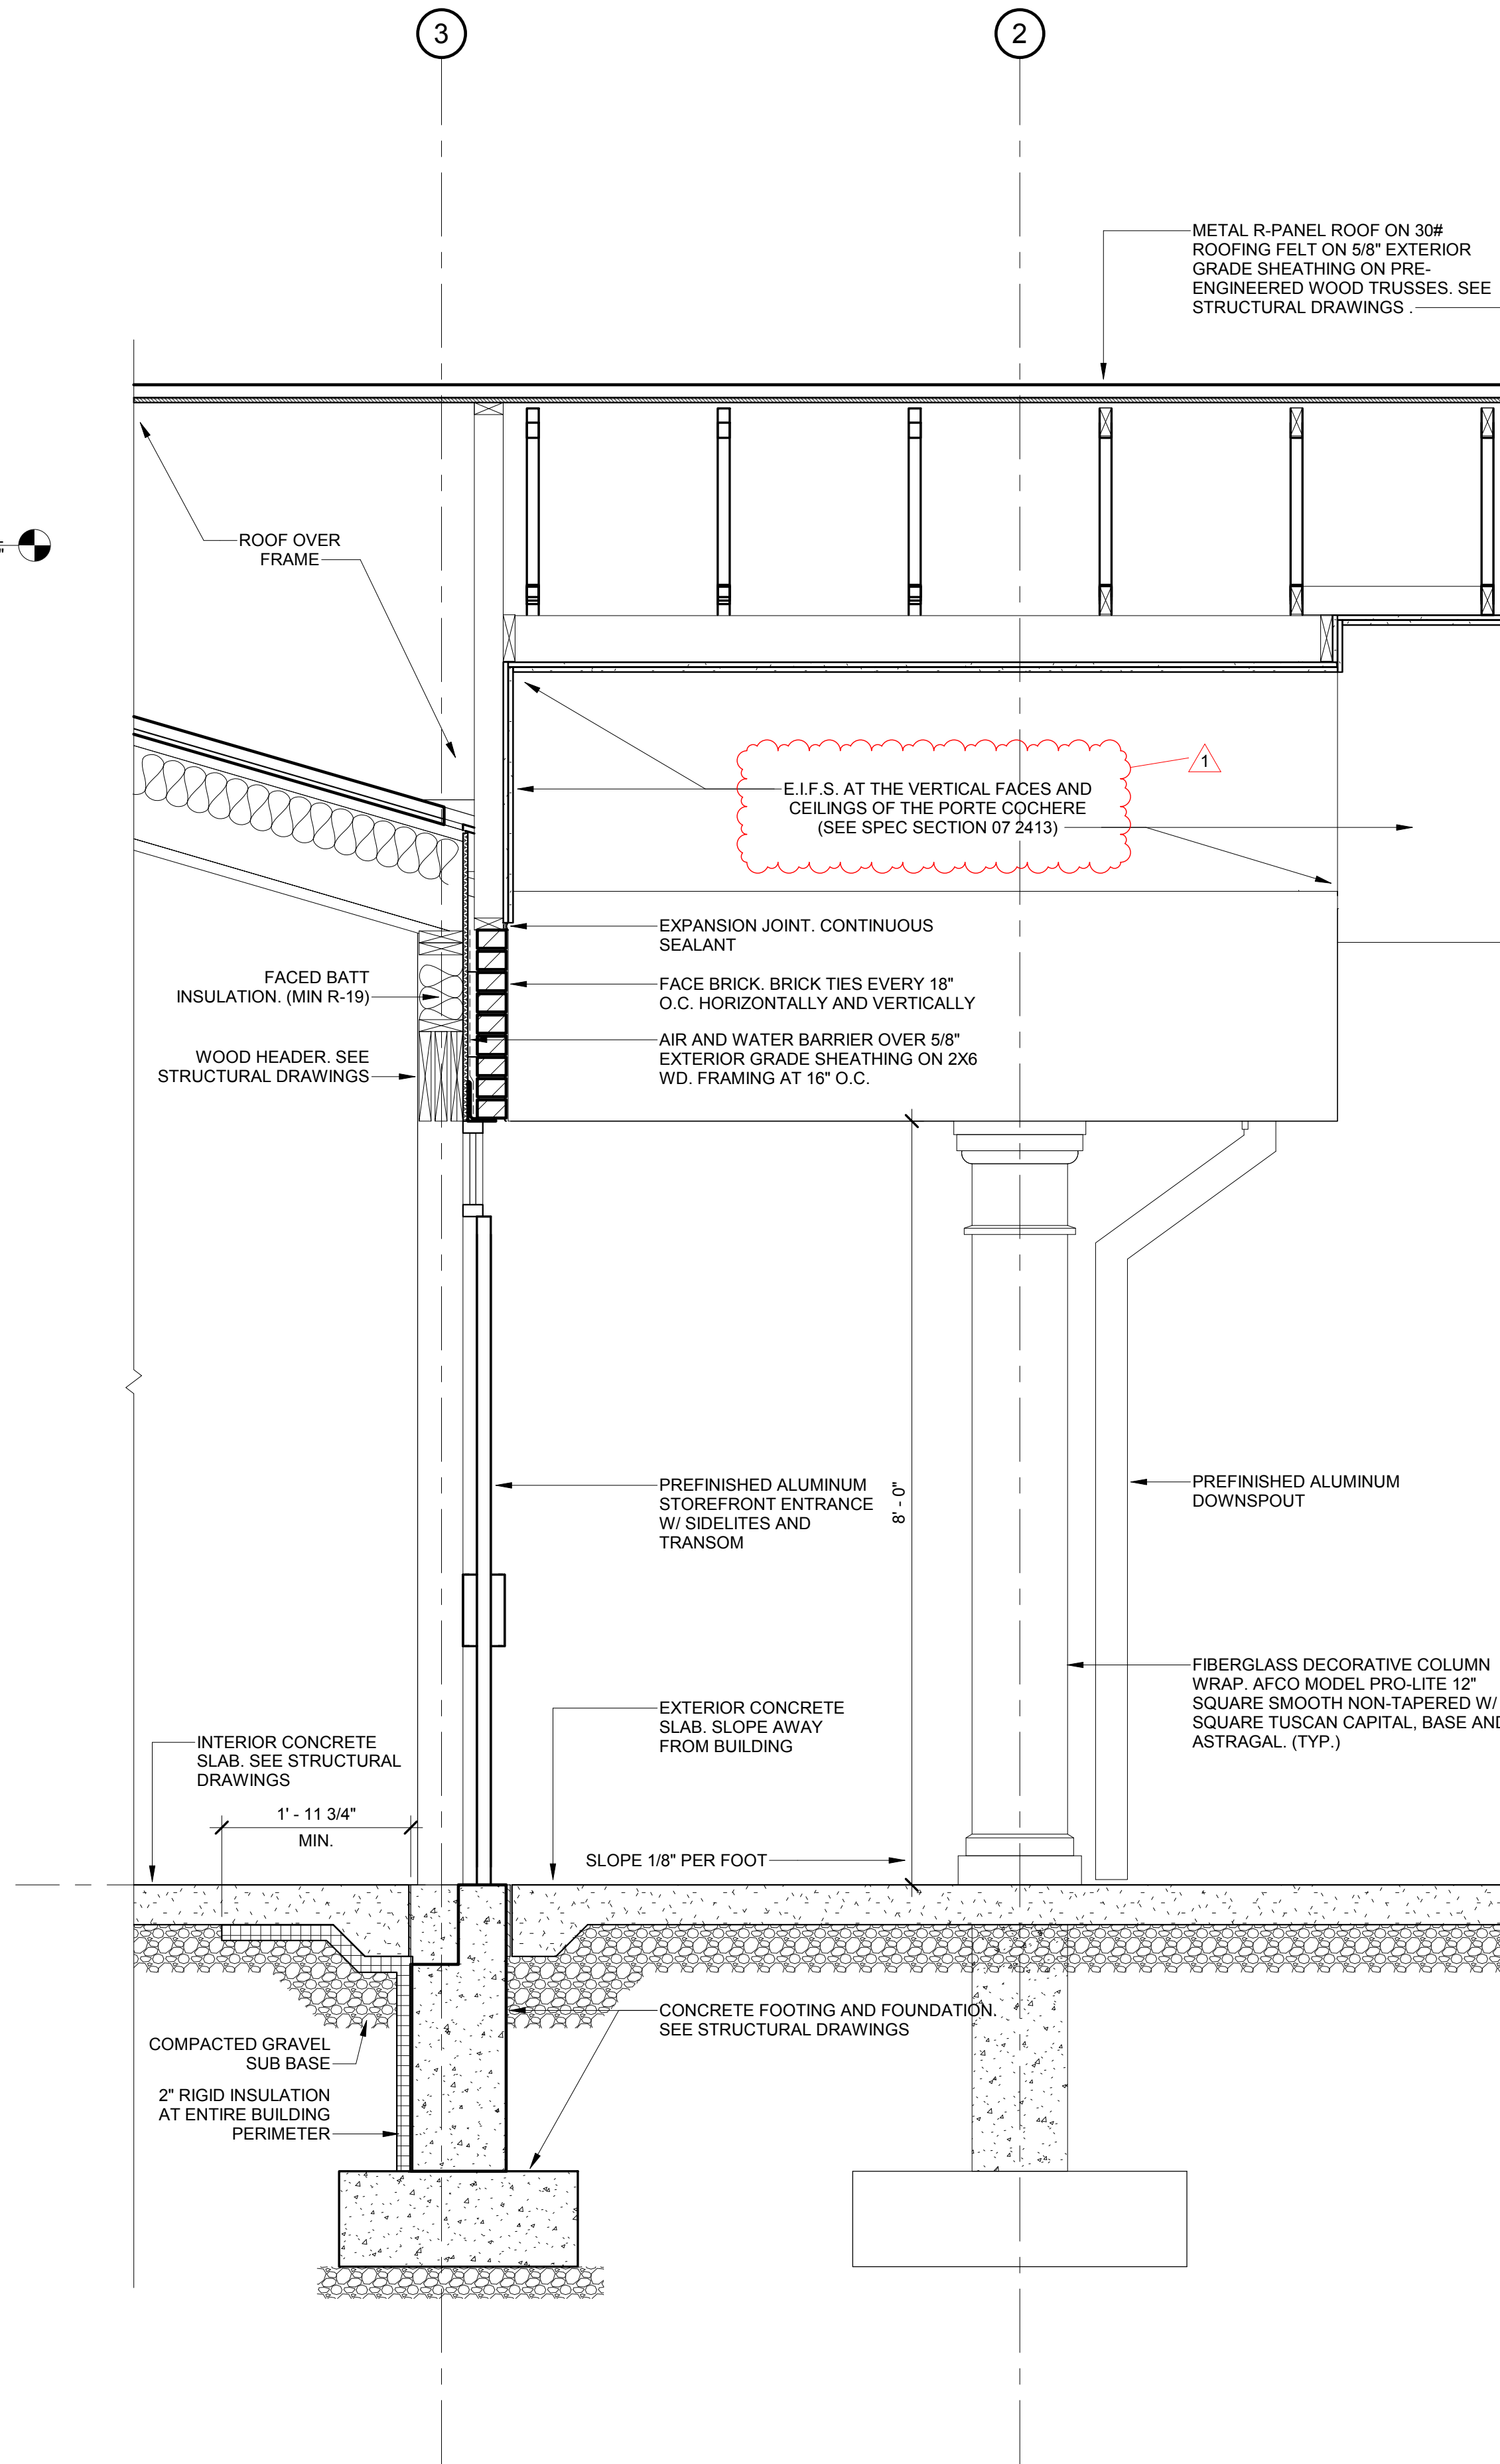 3
2
METAL R-PANEL ROOF ON 30#
ROOFING FELT ON 5/8" EXTERIOR
GRADE SHEATHING ON PRE-
ENGINEERED WOOD TRUSSES. SEE
STRUCTURAL DRAWINGS .
ROOF OVER
FRAME
1
E.I.F.S. AT THE VERTICAL FACES AND
CEILINGS OF THE PORTE COCHERE
(SEE SPEC SECTION 07 2413)
EXPANSION JOINT. CONTINUOUS
SEALANT
FACED BATT
INSULATION. (MIN R-19)
FACE BRICK. BRICK TIES EVERY 18"
O.C. HORIZONTALLY AND VERTICALLY
WOOD HEADER. SEE
STRUCTURAL DRAWINGS
AIR AND WATER BARRIER OVER 5/8"
EXTERIOR GRADE SHEATHING ON 2X6
WD. FRAMING AT 16" O.C.
PREFINISHED ALUMINUM
STOREFRONT ENTRANCE
W/ SIDELITES AND
TRANSOM
8' - 0"
PREFINISHED ALUMINUM
DOWNSPOUT
FIBERGLASS DECORATIVE COLUMN
WRAP. AFCO MODEL PRO-LITE 12"
SQUARE SMOOTH NON-TAPERED W/
SQUARE TUSCAN CAPITAL, BASE AND
ASTRAGAL. (TYP.)
EXTERIOR CONCRETE
SLAB. SLOPE AWAY
FROM BUILDING
INTERIOR CONCRETE
SLAB. SEE STRUCTURAL
DRAWINGS
1' - 11 3/4"
MIN.
SLOPE 1/8" PER FOOT
CONCRETE FOOTING AND FOUNDATION.
SEE STRUCTURAL DRAWINGS
COMPACTED GRAVEL
SUB BASE
2" RIGID INSULATION
AT ENTIRE BUILDING
PERIMETER